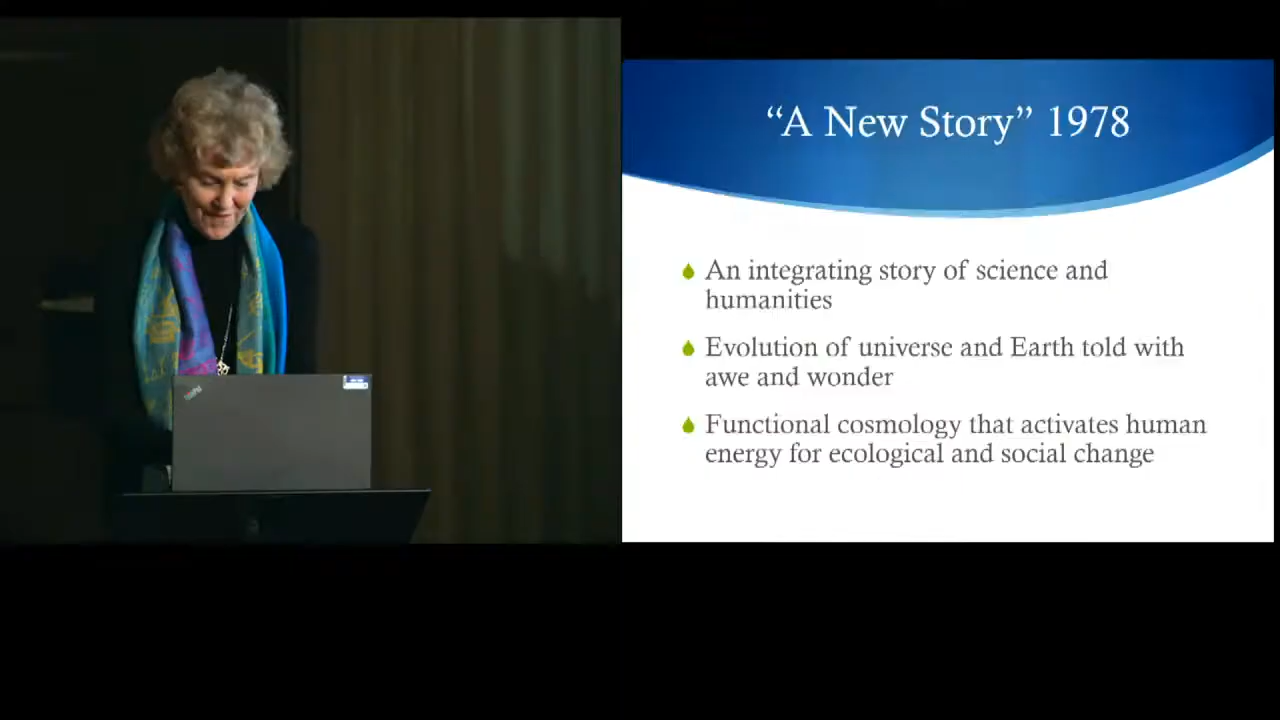 “A New Story” 1978
An integrating story of science and
humanities
Evolution of universe and Earth told with
awe and wonder
Functional cosmology that activates human
energy for ecological and social change